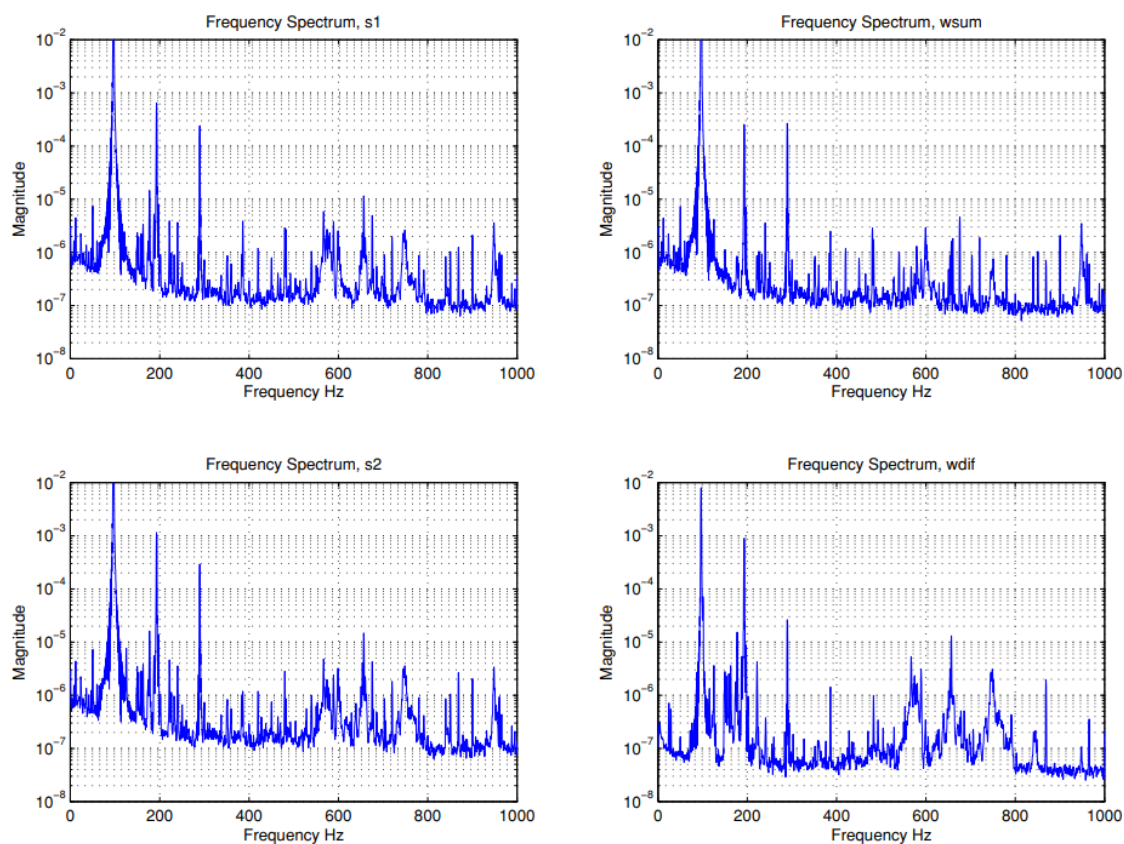 Frequency Spectrum, s1
10^-2
10^-3
10^-4
10^-5
10^-6
10^-7
10^-8
Magnitude
0 200 400 600 800 1000
Frequency Hz
Frequency Spectrum, wsum
10^-2
10^-3
10^-4
10^-5
10^-6
10^-7
10^-8
Magnitude
0 200 400 600 800 1000
Frequency Hz
Frequency Spectrum, s2
10^-2
10^-3
10^-4
10^-5
10^-6
10^-7
10^-8
Magnitude
0 200 400 600 800 1000
Frequency Hz
Frequency Spectrum, wdif
10^-2
10^-3
10^-4
10^-5
10^-6
10^-7
10^-8
Magnitude
0 200 400 600 800 1000
Frequency Hz